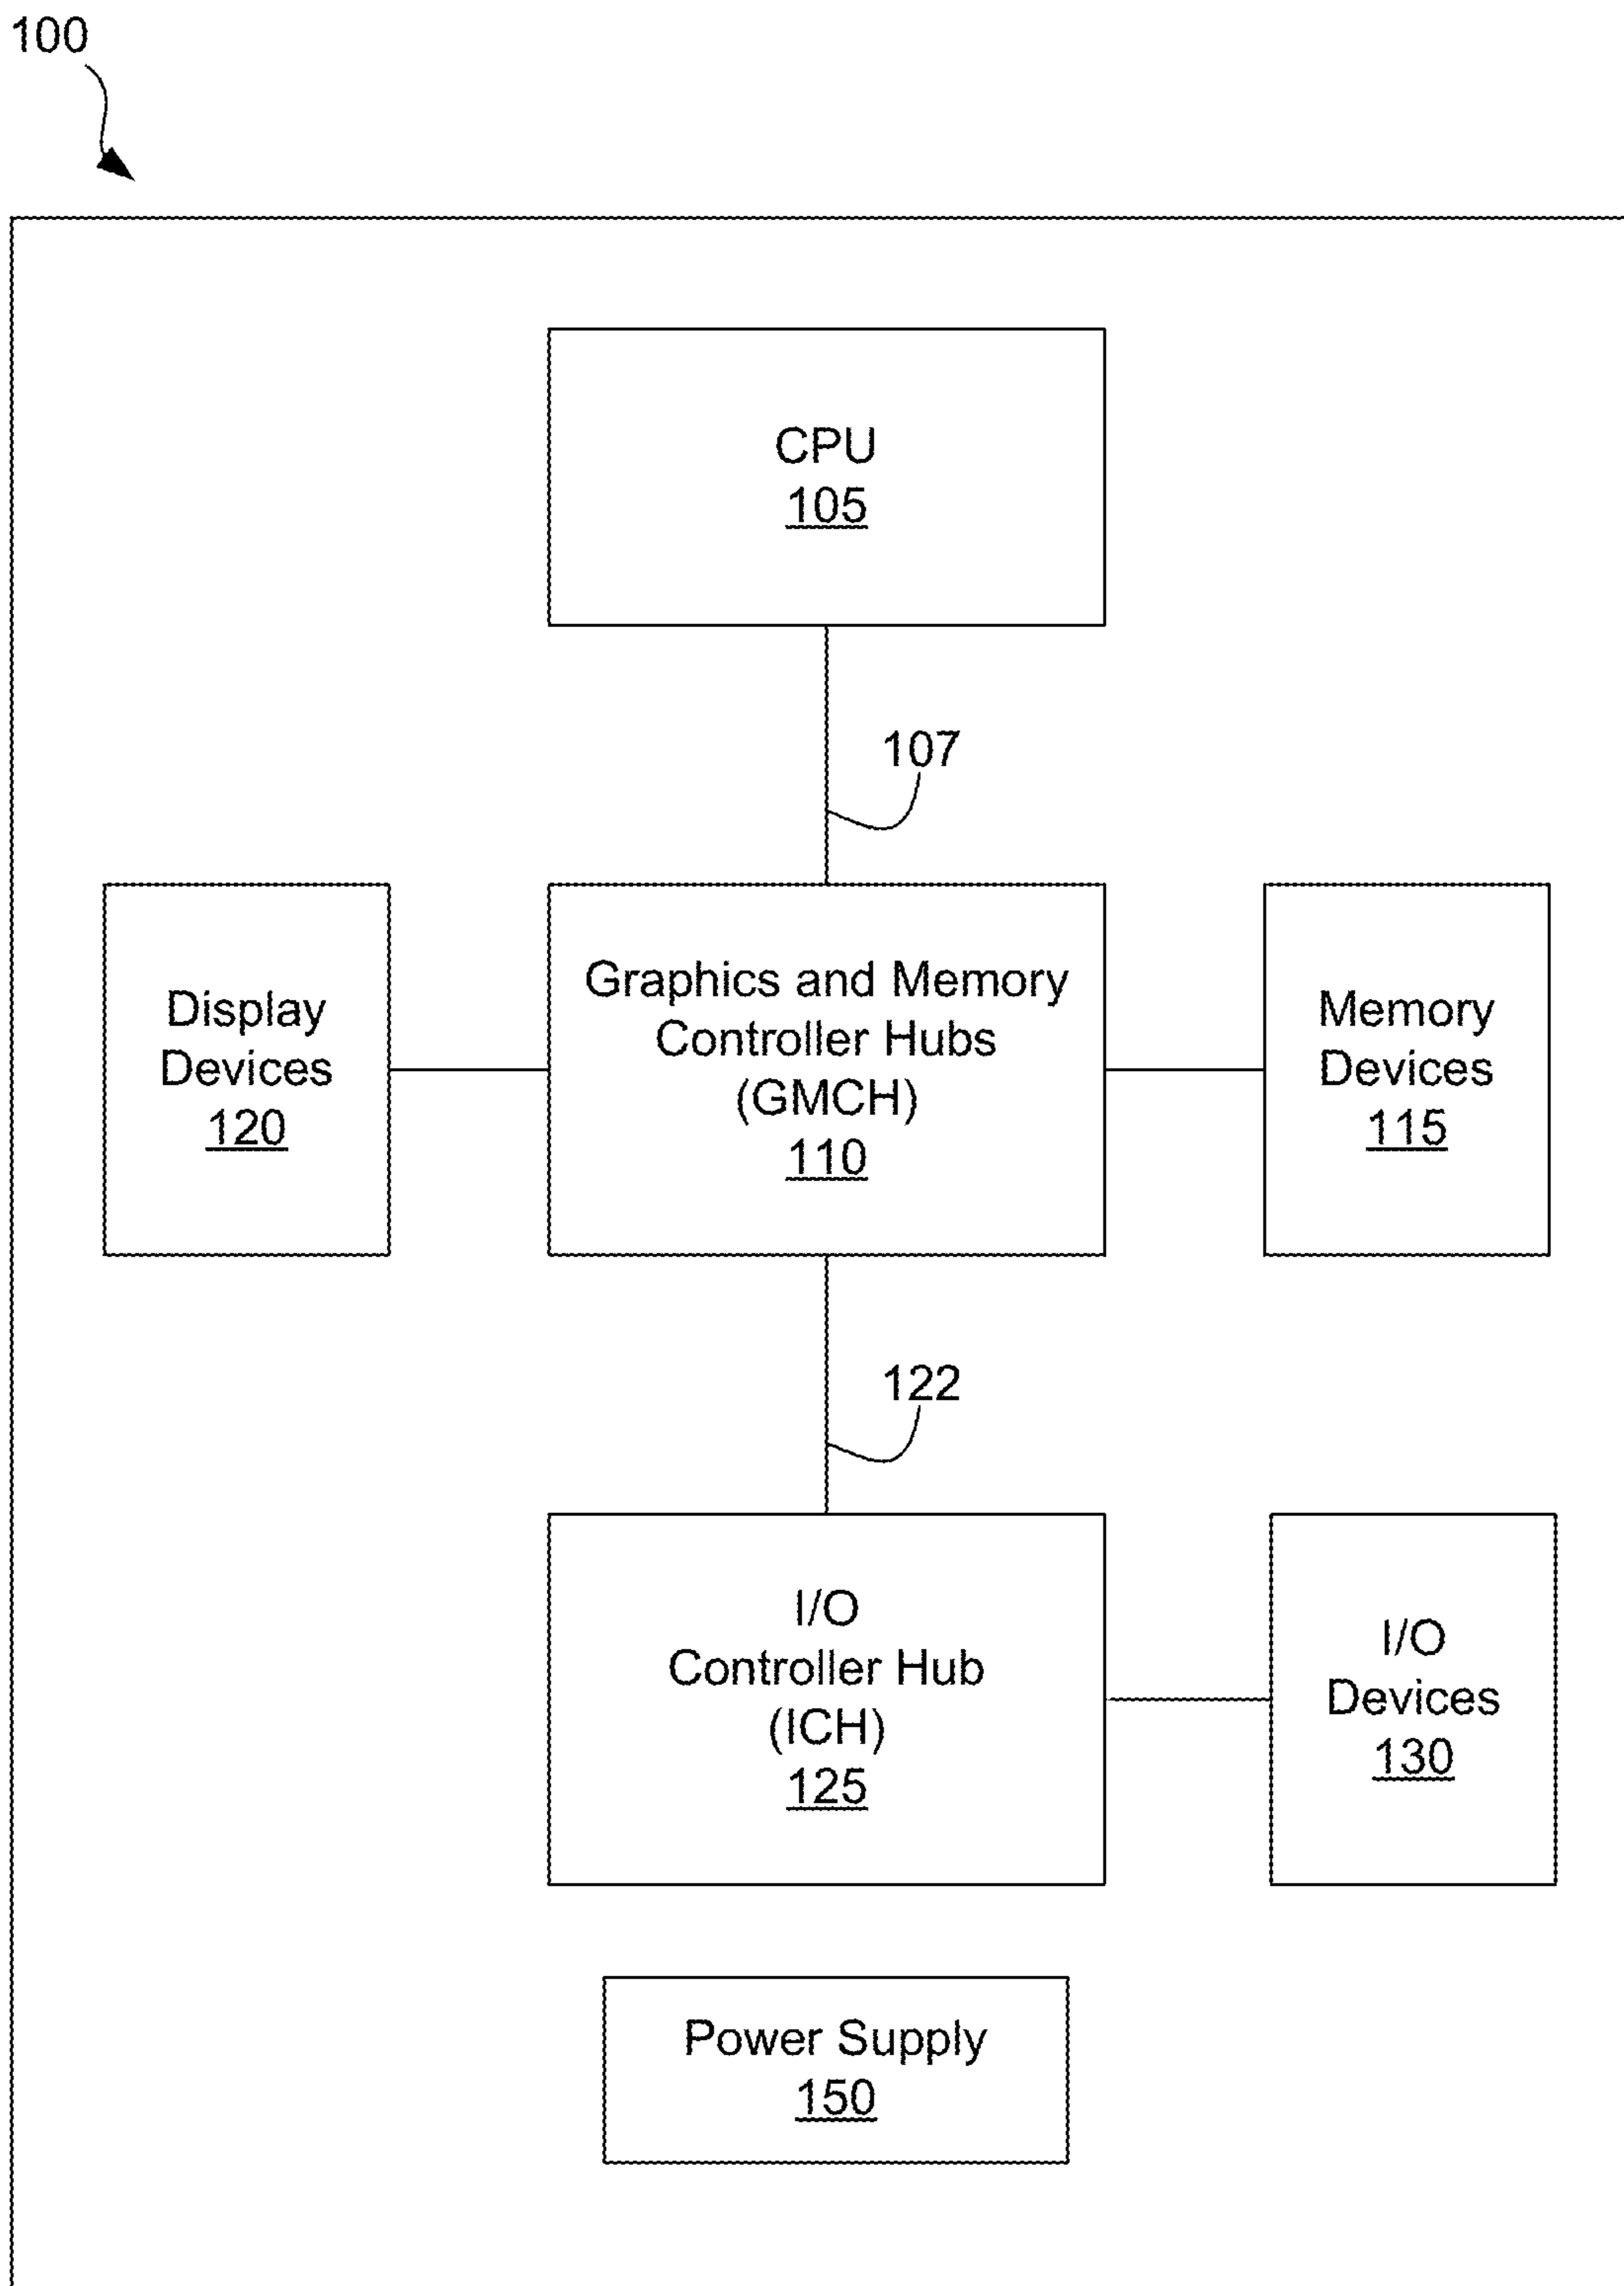 100
CPU
105
107
Display
Devices
120
Graphics and Memory
Controller Hubs
(GMCH)
110
Memory
Devices
115
122
I/O
Controller Hub
(ICH)
125
I/O
Devices
130
Power Supply
150